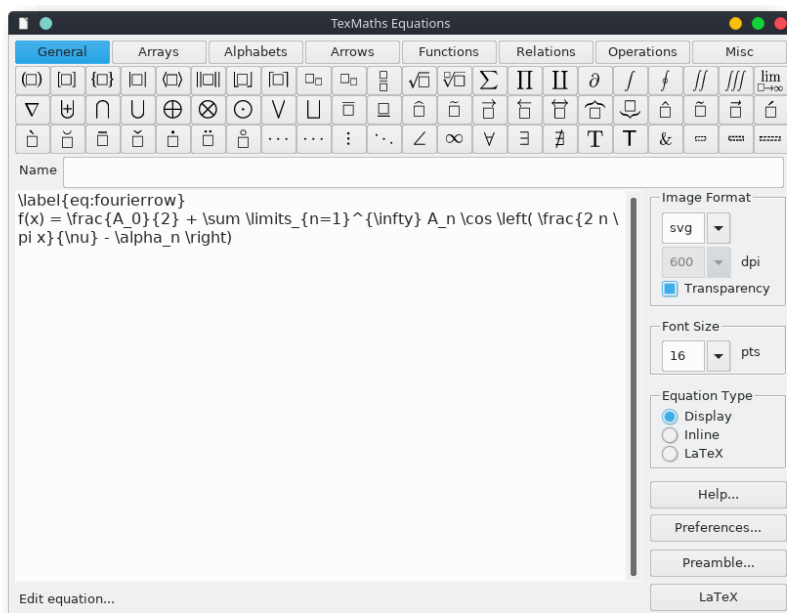 TexMaths Equations
General Arrays Alphabets Arrows Functions Relations Operations Misc
(□) [□] {□} |□| ⟨□⟩ ‖□‖ ⌊□⌋ ⌈□⌉ □□ □□ □/□ √□ ∜□ ∑ ∏ ∐ ∂ ∫ ∮ ∬ ∭ lim □→∞
∇ ⊎ ∩ ∪ ⊕ ⊗ ⊙ ∨ ⊔
… ⋯ ⋮ ⋱ ∠ ∞ ∀ ∃ ∄ T T &
Name
\label{eq:fourierrow}
f(x) = \frac{A_0}{2} + \sum \limits_{n=1}^{\infty} A_n \cos \left( \frac{2 n \
pi x}{\nu} - \alpha_n \right)
Image Format
svg
600 dpi
Transparency
Font Size
16 pts
Equation Type
Display
Inline
LaTeX
Help...
Preferences...
Preamble...
LaTeX
Edit equation...